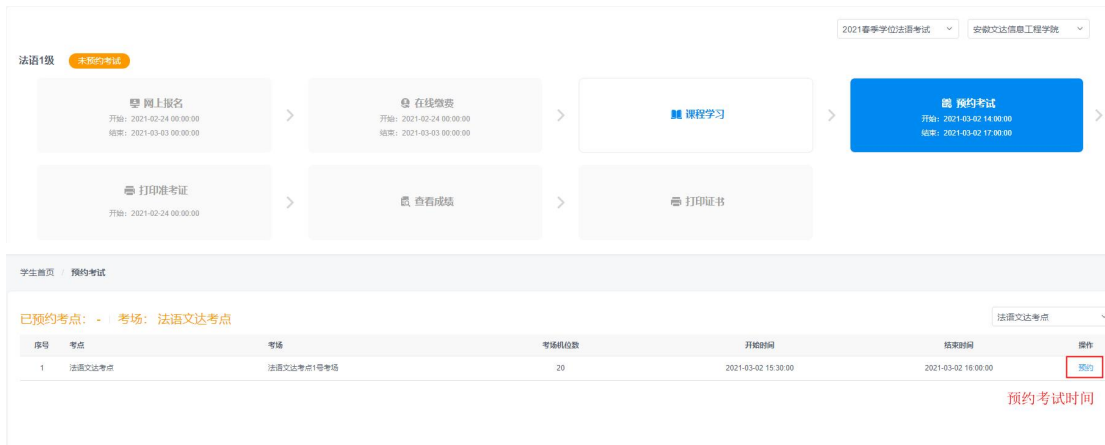 2021春季学位法语考试 安徽文达信息工程学院
法语1级 未预约考试
网上报名
开始：2021-02-24 00:00:00
结束：2021-03-03 00:00:00
在线缴费
开始：2021-02-24 00:00:00
结束：2021-03-03 00:00:00
课程学习
预约考试
开始：2021-03-02 14:00:00
结束：2021-03-02 17:00:00
打印准考证
开始：2021-02-24 00:00:00
查看成绩
打印证书
学生首页 / 预约考试
已预约考点： - 考场： 法语文达考点
法语文达考点
序号 考点 考场 考场机位数 开始时间 结束时间 操作
1 法语文达考点 法语文达考点1号考场 20 2021-03-02 15:30:00 2021-03-02 16:00:00 预约
预约考试时间